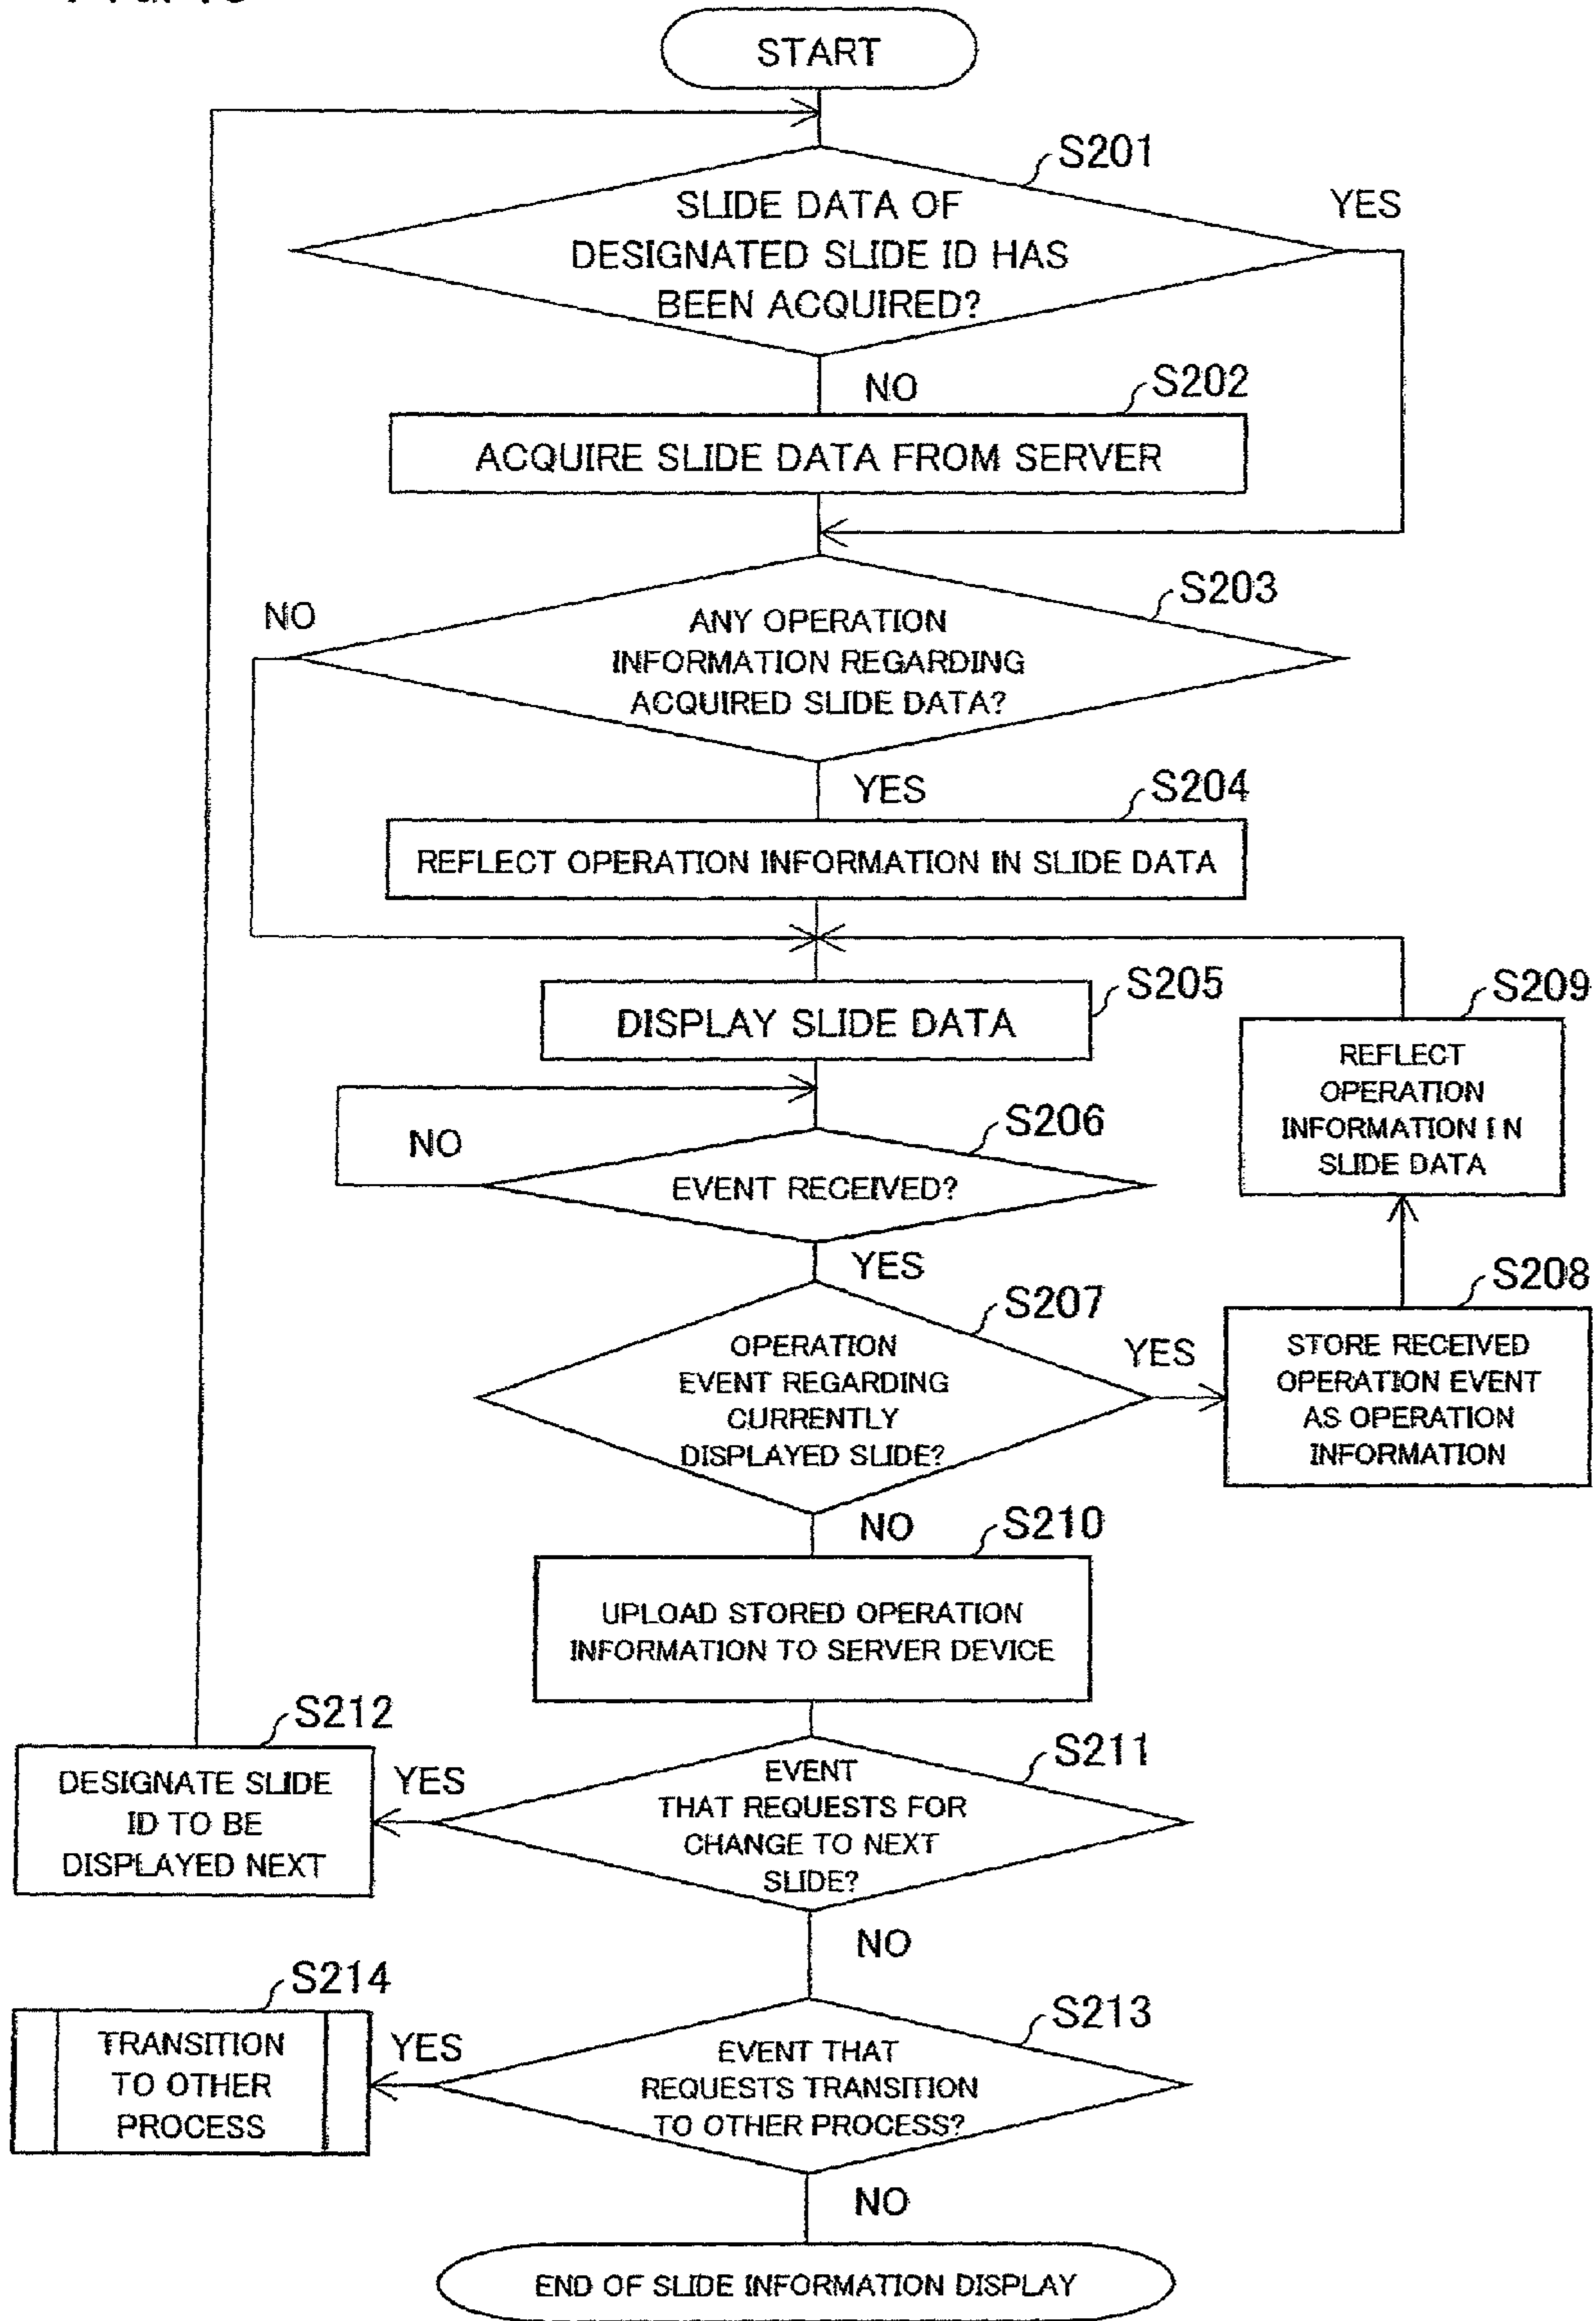 START
S201
SLIDE DATA OF
DESIGNATED SLIDE ID HAS
BEEN ACQUIRED?
YES
NO
S202
ACQUIRE SLIDE DATA FROM SERVER
S203
NO
ANY OPERATION
INFORMATION REGARDING
ACQUIRED SLIDE DATA?
YES
S204
REFLECT OPERATION INFORMATION IN SLIDE DATA
S205
DISPLAY SLIDE DATA
S209
REFLECT
OPERATION
INFORMATION IN
SLIDE DATA
S206
NO
EVENT RECEIVED?
YES
S207
OPERATION
EVENT REGARDING
CURRENTLY
DISPLAYED SLIDE?
YES
S208
STORE RECEIVED
OPERATION EVENT
AS OPERATION
INFORMATION
NO
S210
UPLOAD STORED OPERATION
INFORMATION TO SERVER DEVICE
S212
DESIGNATE SLIDE
ID TO BE
DISPLAYED NEXT
YES
S211
EVENT
THAT REQUESTS FOR
CHANGE TO NEXT
SLIDE?
NO
S214
TRANSITION
TO OTHER
PROCESS
YES
S213
EVENT THAT
REQUESTS TRANSITION
TO OTHER PROCESS?
NO
END OF SLIDE INFORMATION DISPLAY